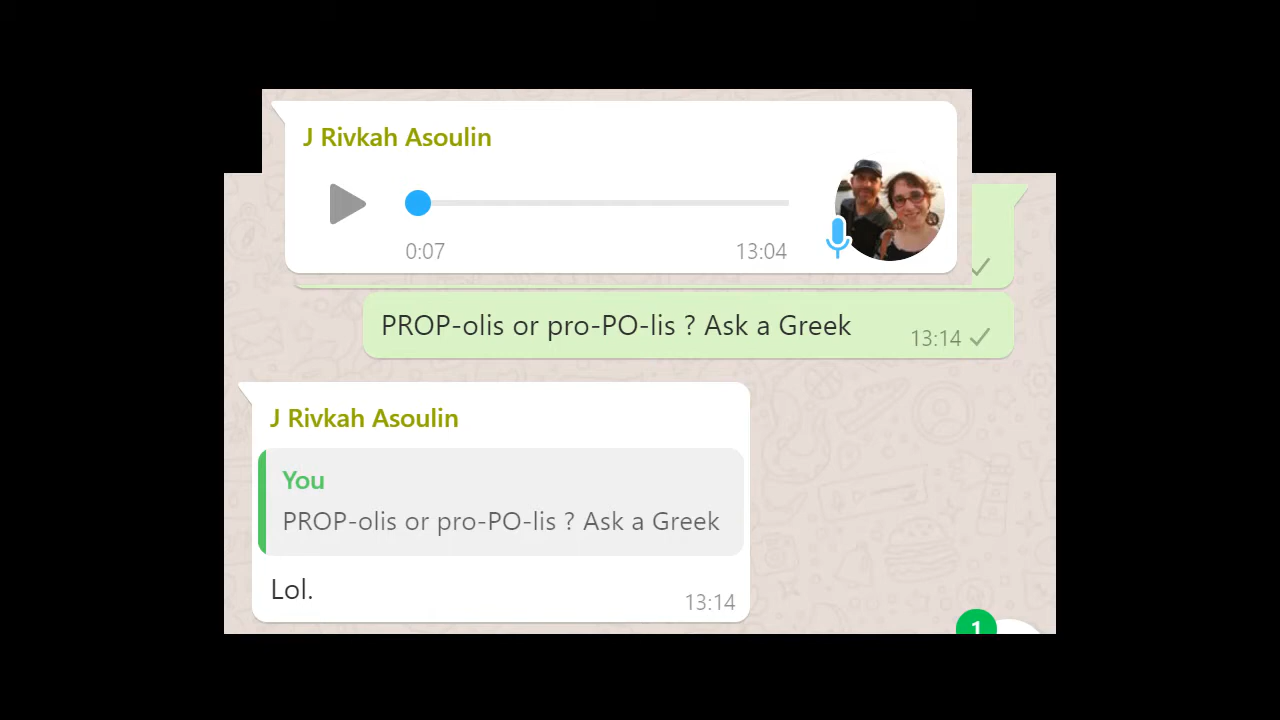 J Rivkah Asoulin
0:07 13:04
PROP-olis or pro-PO-lis ? Ask a Greek 13:14
J Rivkah Asoulin
You
PROP-olis or pro-PO-lis ? Ask a Greek
Lol. 13:14
1